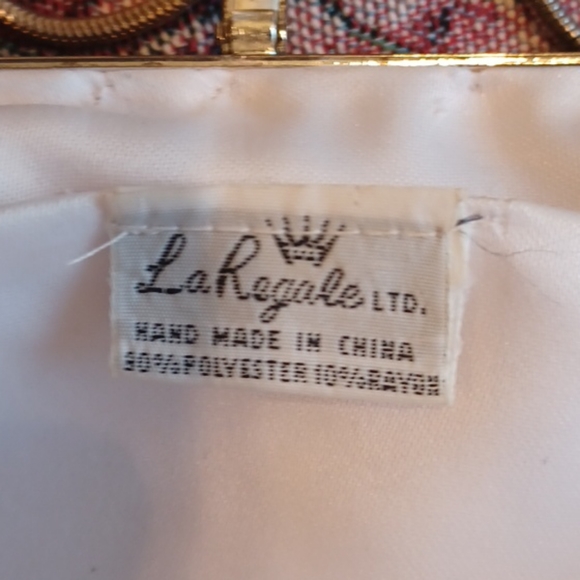 La Regale LTD.
HAND MADE IN CHINA
90%POLYESTER 10%RAYON